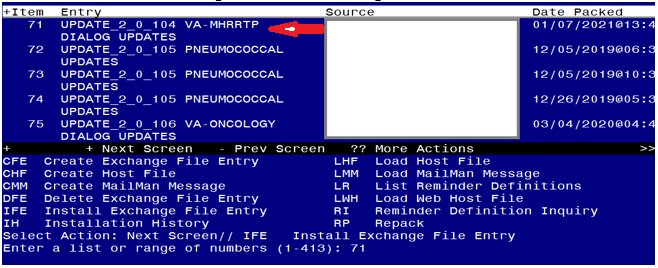 +Item  Entry  Source  Date Packed
71  UPDATE_2_0_104 VA-MHRRTP  01/07/2021@13:4
DIALOG UPDATES
72  UPDATE_2_0_105 PNEUMOCOCCAL  12/05/2019@06:3
UPDATES
73  UPDATE_2_0_105 PNEUMOCOCCAL  12/05/2019@10:3
UPDATES
74  UPDATE_2_0_105 PNEUMOCOCCAL  12/26/2019@05:3
UPDATES
75  UPDATE_2_0_106 VA-ONCOLOGY  03/04/2020@04:4
DIALOG UPDATES
+  + Next Screen  - Prev Screen  ?? More Actions  >>
CFE  Create Exchange File Entry  LHF  Load Host File
CHF  Create Host File  LMM  Load MailMan Message
CMM  Create MailMan Message  LR  List Reminder Definitions
DFE  Delete Exchange File Entry  LWH  Load Web Host File
IFE  Install Exchange File Entry  RI  Reminder Definition Inquiry
IH  Installation History  RP  Repack
Select Action: Next Screen// IFE  Install Exchange File Entry
Enter a list or range of numbers (1-413): 71